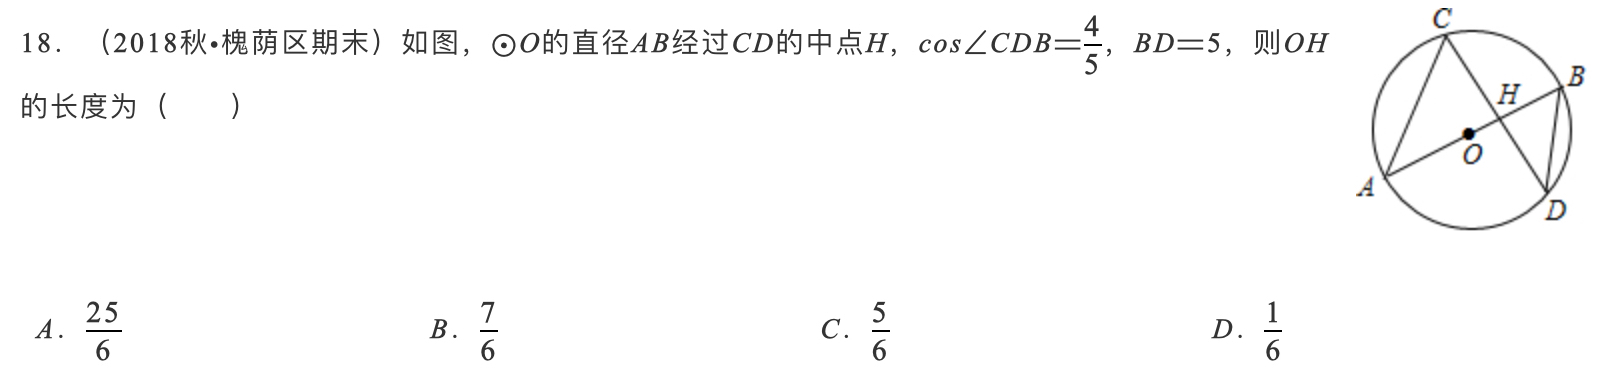 18. （2018秋•槐荫区期末）如图，⊙O的直径AB经过CD的中点H，cos∠CDB=4/5，BD=5，则OH
的长度为（　　）
C
B
H
O
A
D
A. 25/6 B. 7/6 C. 5/6 D. 1/6